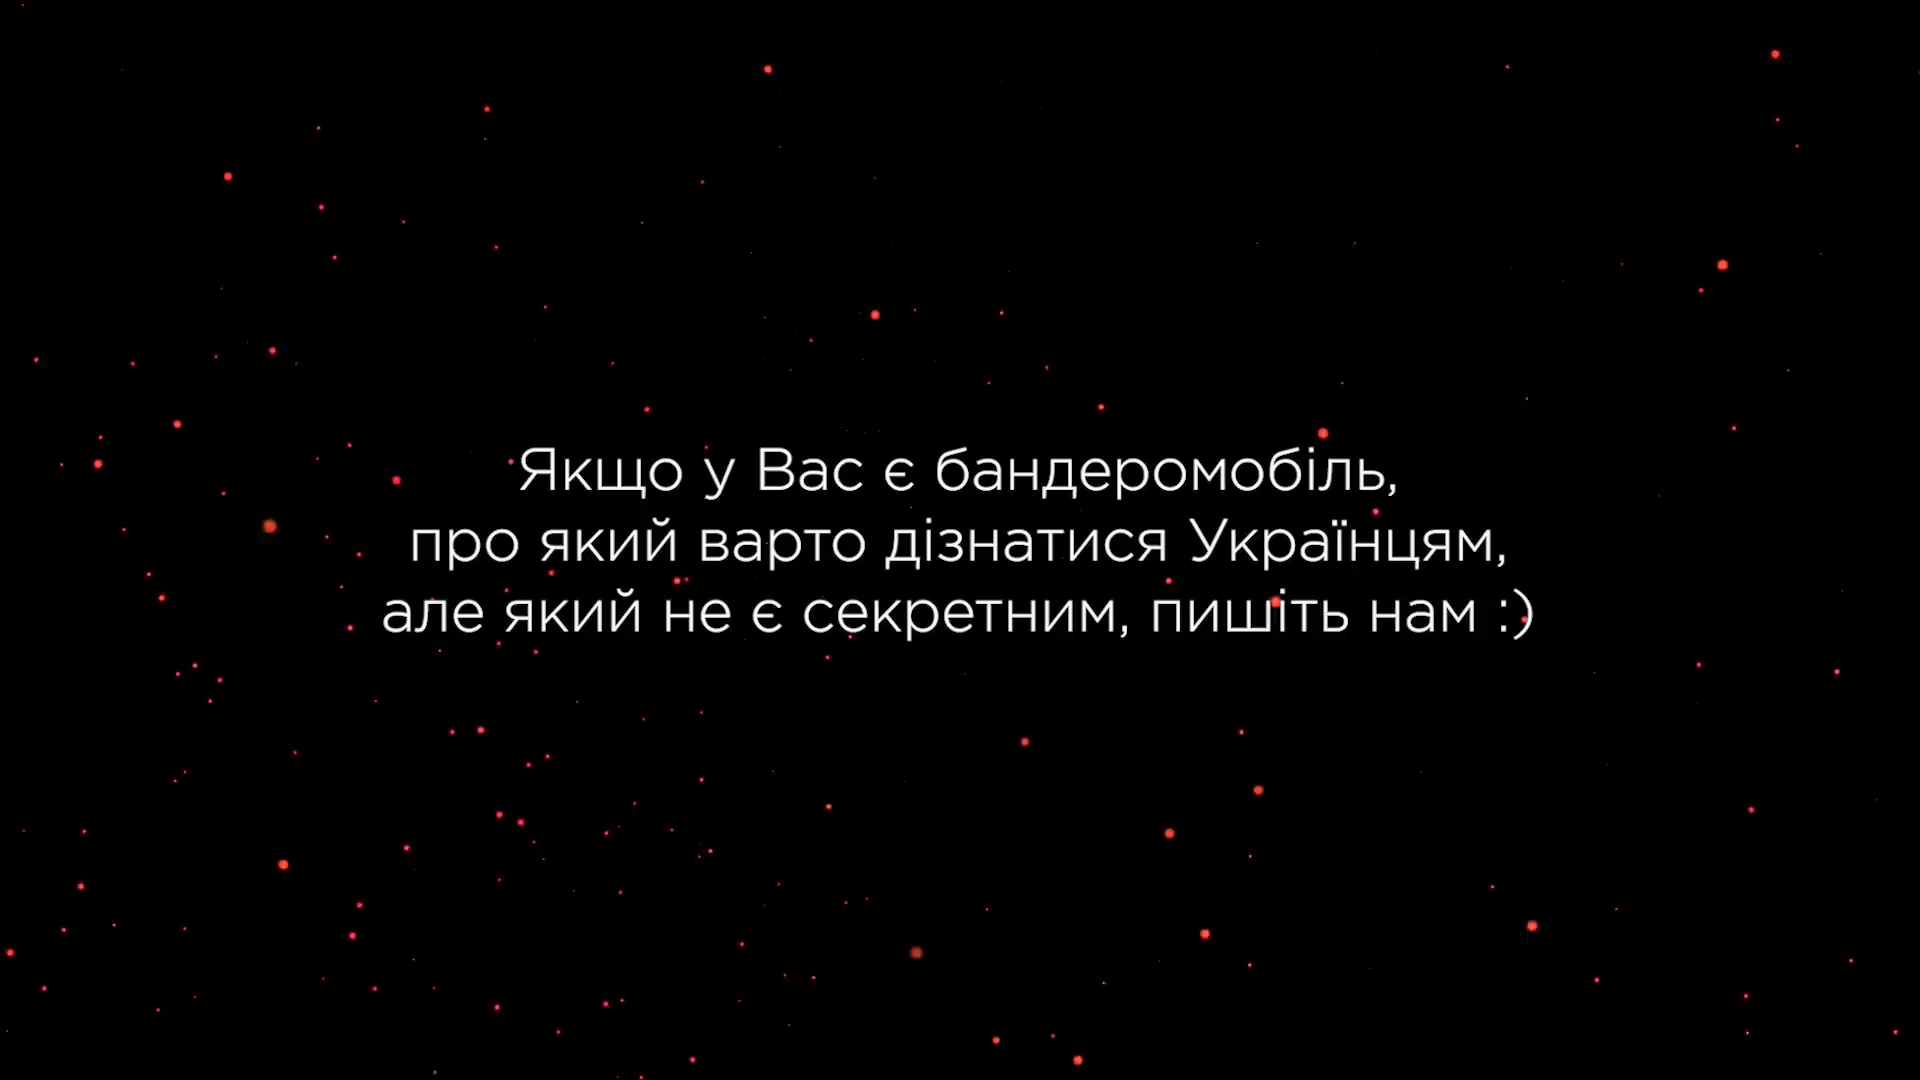 Якщо у Вас є бандеромобіль,
про який варто дізнатися Українцям,
але який не є секретним, пишіть нам :)